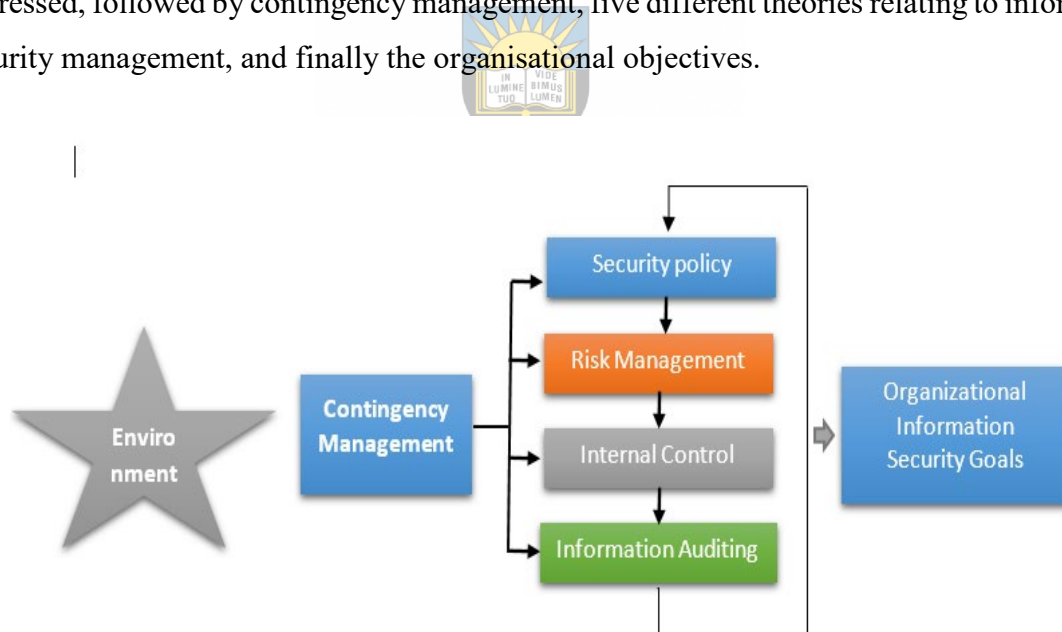 ressed, followed by contingency management, five different theories relating to infor
urity management, and finally the organisational objectives.
IN
LUMINE
TUO
VIDE
BIMUS
LUMEN
Security policy
Risk Management
Internal Control
Information Auditing
Enviro
nment
Contingency
Management
Organizational
Information
Security Goals